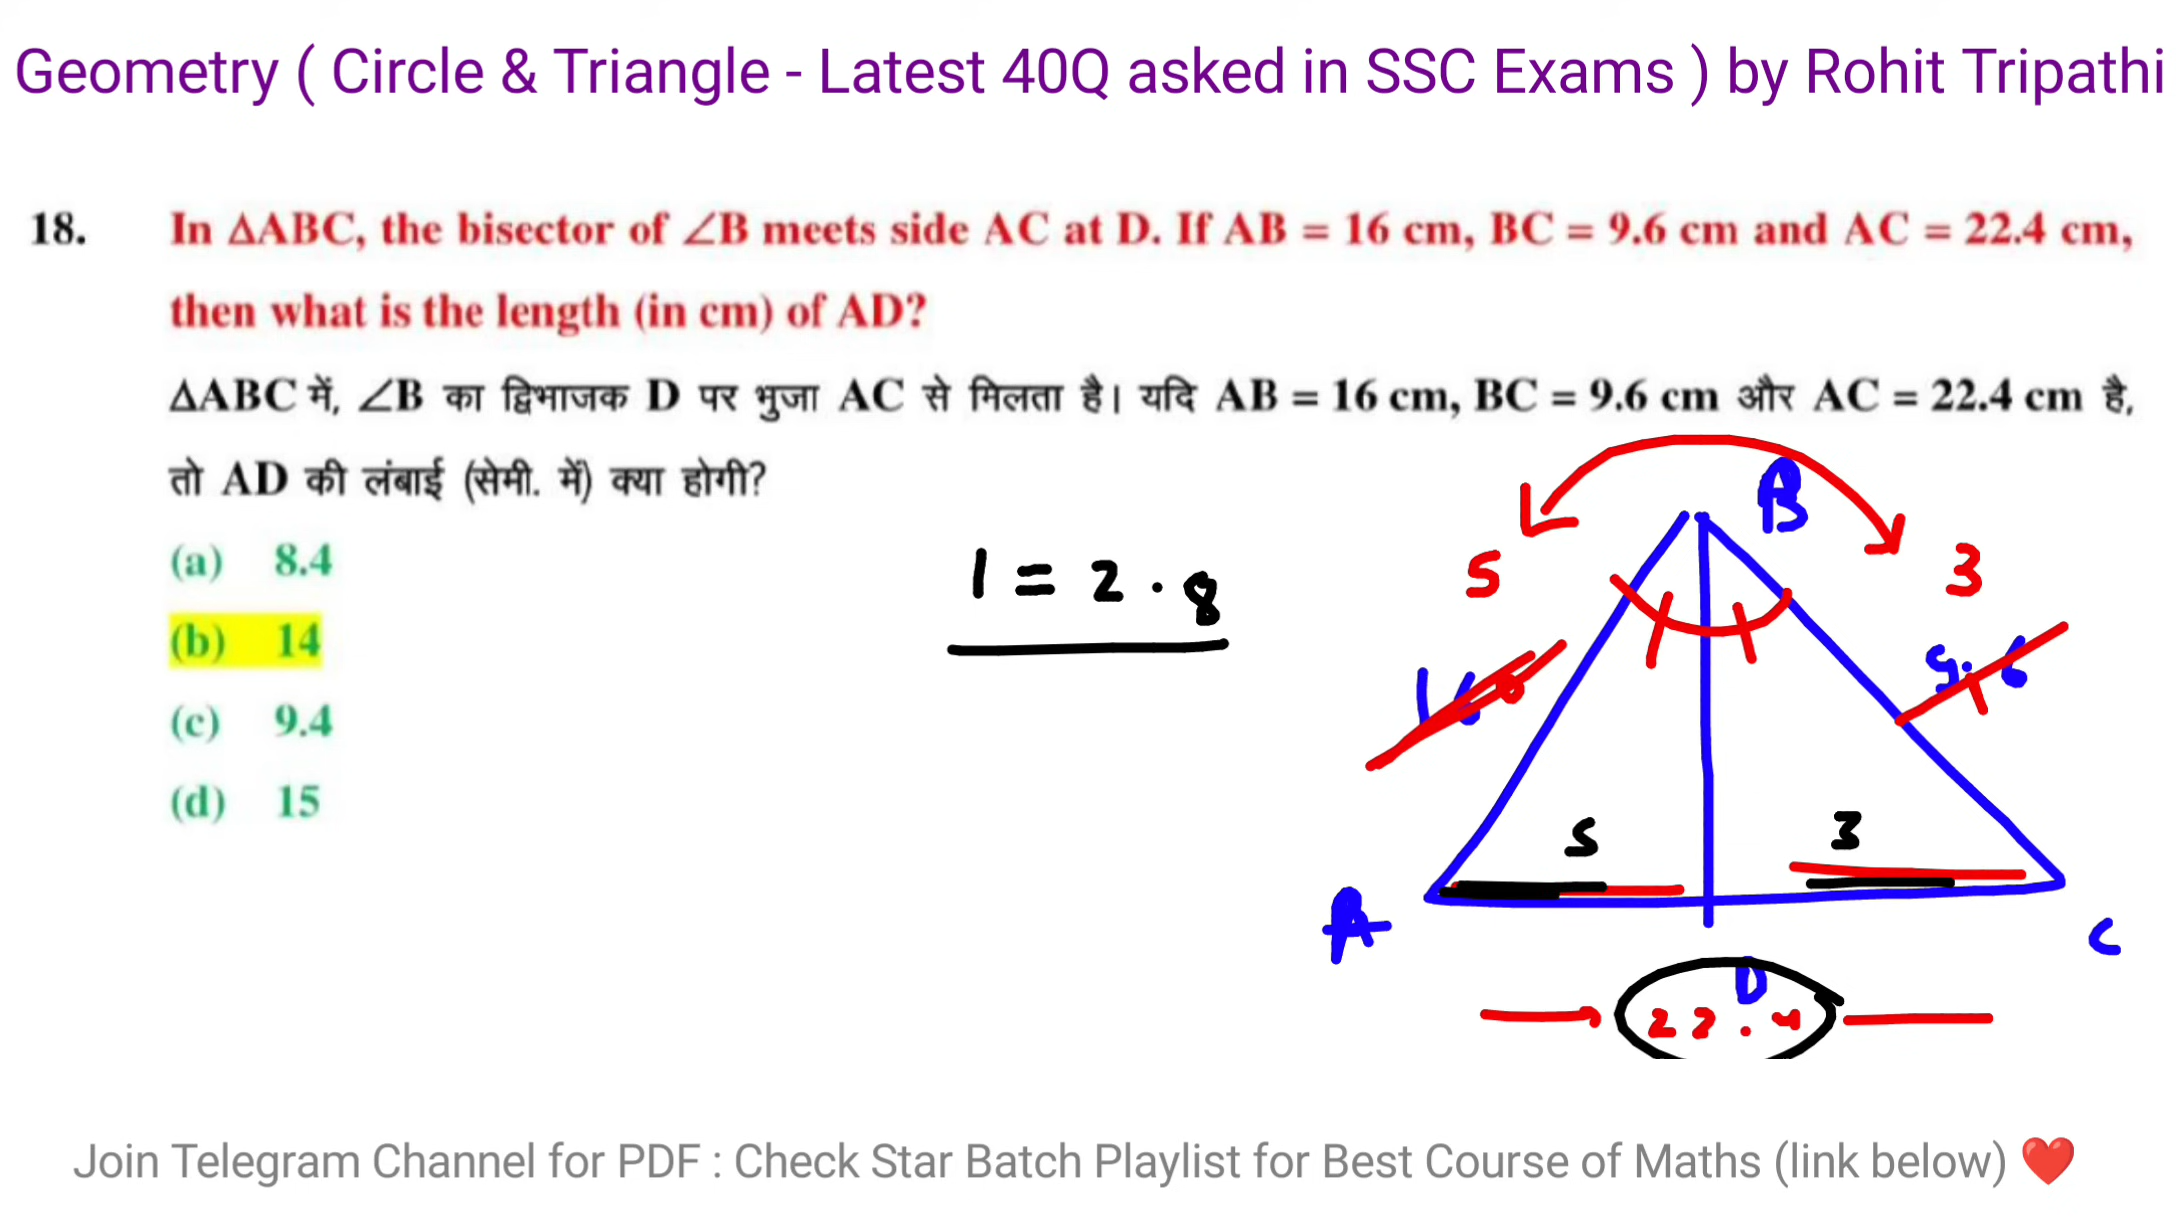 Geometry ( Circle & Triangle - Latest 40Q asked in SSC Exams ) by Rohit Tripathi
18. In ΔABC, the bisector of ∠B meets side AC at D. If AB = 16 cm, BC = 9.6 cm and AC = 22.4 cm,
then what is the length (in cm) of AD?
ΔABC में, ∠B का द्विभाजक D पर भुजा AC से मिलता है। यदि AB = 16 cm, BC = 9.6 cm और AC = 22.4 cm है,
तो AD की लंबाई (सेमी. में) क्या होगी?
(a) 8.4
(b) 14
(c) 9.4
(d) 15
1 = 2.8
B
5 3
16 9.6
5 3
A C
D
22.4
Join Telegram Channel for PDF : Check Star Batch Playlist for Best Course of Maths (link below) ❤️